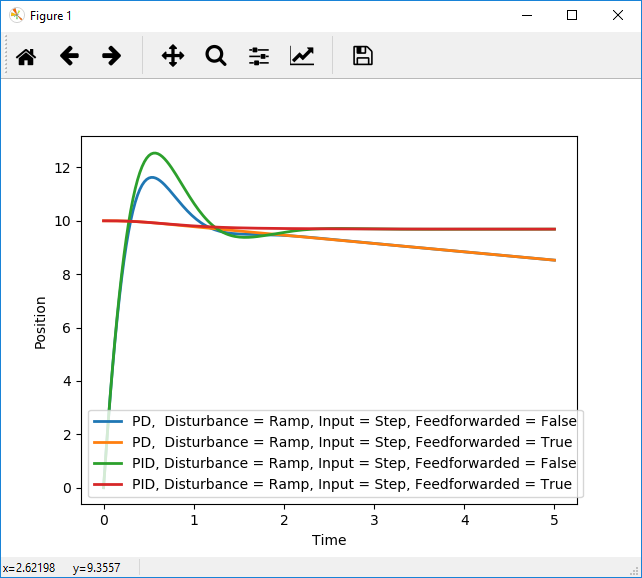 Figure 1
12
10
8
6
4
2
0
Position
PD,  Disturbance = Ramp, Input = Step, Feedforwarded = False
PD,  Disturbance = Ramp, Input = Step, Feedforwarded = True
PID, Disturbance = Ramp, Input = Step, Feedforwarded = False
PID, Disturbance = Ramp, Input = Step, Feedforwarded = True
0 1 2 3 4 5
Time
x=2.62198 y=9.3557